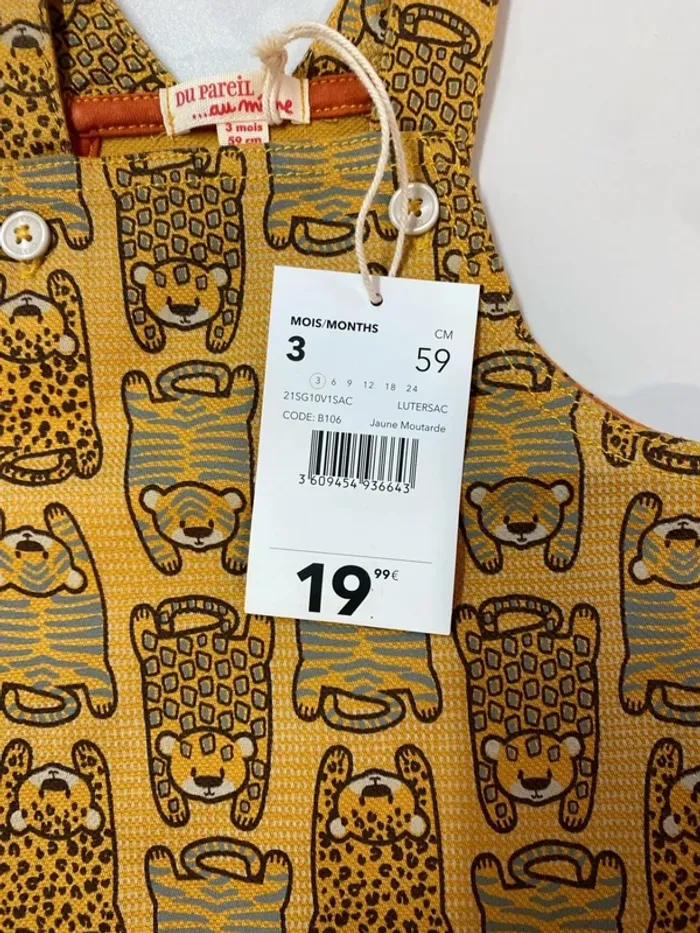 DU PAREIL
...au même
3 mois
59 cm
MOIS/MONTHS
CM
3
59
3 6 9 12 18 24
21SG10V1SAC
LUTERSAC
CODE: B106
Jaune Moutarde
3 609454 936643
19 99€